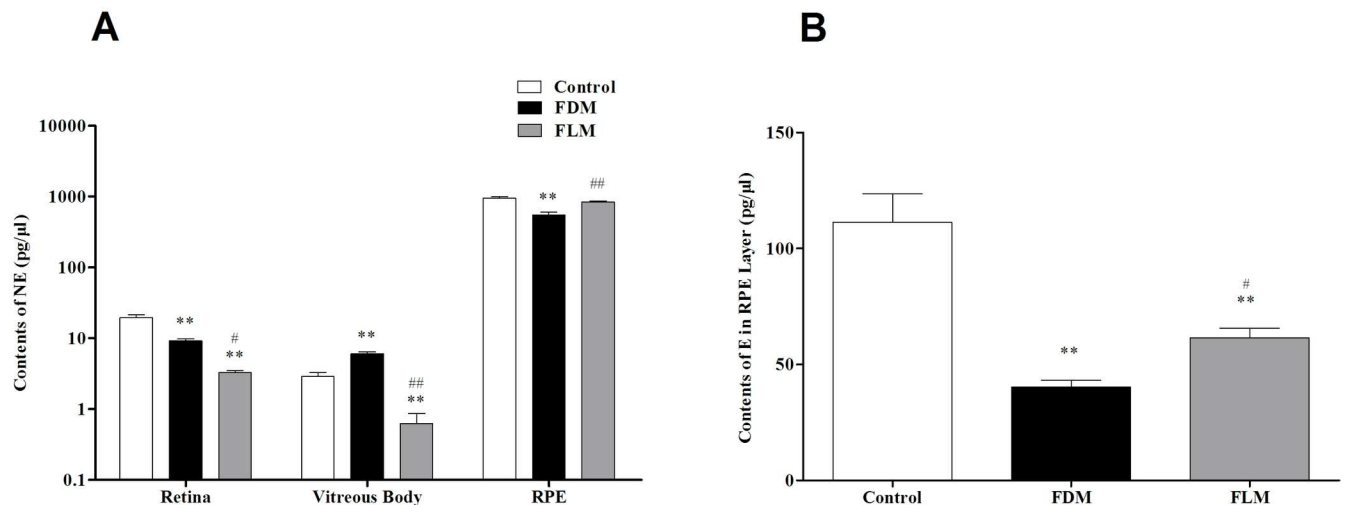 A
Control
FDM
FLM
Contents of NE (pg/µl)
10000
1000
100
10
1
0.1
**
#
**
**
##
**
**
##
Retina
Vitreous Body
RPE
B
Contents of E in RPE Layer (pg/µl)
150
100
50
0
**
#
**
Control
FDM
FLM